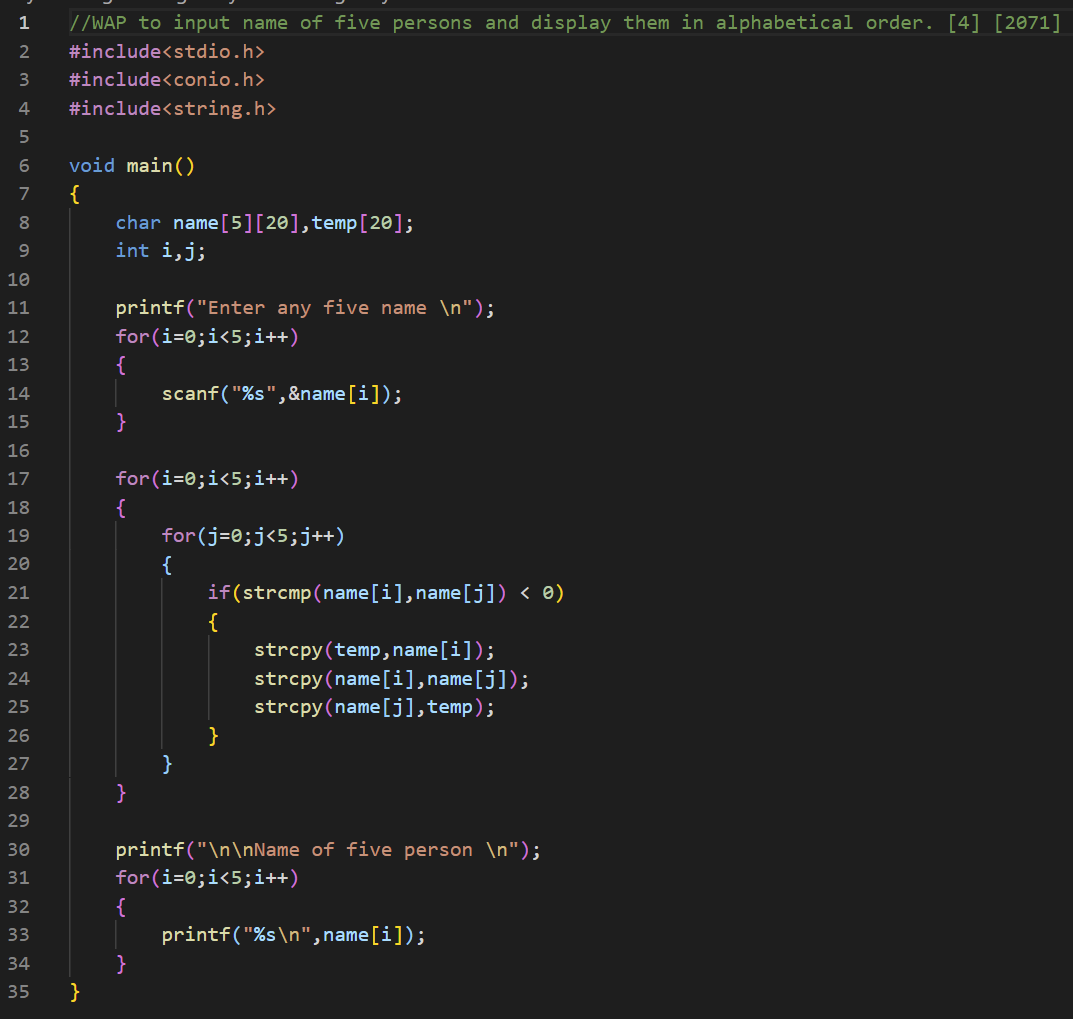 1 //WAP to input name of five persons and display them in alphabetical order. [4] [2071]
2 #include<stdio.h>
3 #include<conio.h>
4 #include<string.h>
5
6 void main()
7 {
8     char name[5][20],temp[20];
9     int i,j;
10
11     printf("Enter any five name \n");
12     for(i=0;i<5;i++)
13     {
14         scanf("%s",&name[i]);
15     }
16
17     for(i=0;i<5;i++)
18     {
19         for(j=0;j<5;j++)
20         {
21             if(strcmp(name[i],name[j]) < 0)
22             {
23                 strcpy(temp,name[i]);
24                 strcpy(name[i],name[j]);
25                 strcpy(name[j],temp);
26             }
27         }
28     }
29
30     printf("\n\nName of five person \n");
31     for(i=0;i<5;i++)
32     {
33         printf("%s\n",name[i]);
34     }
35 }